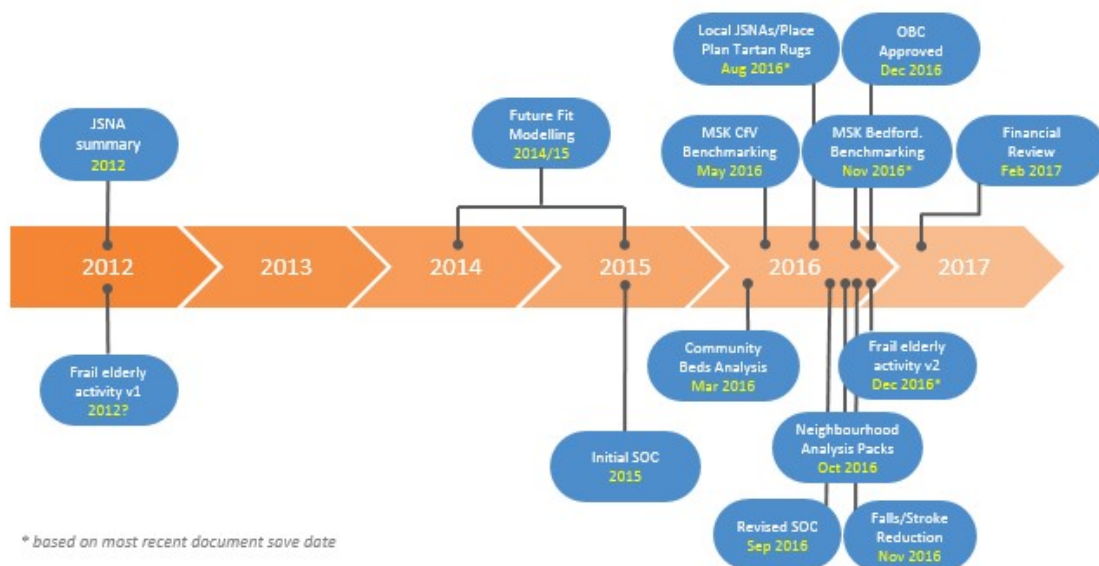 Local JSNAs/Place
Plan Tartan Rugs
Aug 2016*
OBC
Approved
Dec 2016
JSNA
summary
2012
Future Fit
Modelling
2014/15
MSK CfV
Benchmarking
May 2016
MSK Bedford.
Benchmarking
Nov 2016*
Financial
Review
Feb 2017
2012
2013
2014
2015
2016
2017
Frail elderly
activity v1
2012?
Community
Beds Analysis
Mar 2016
Frail elderly
activity v2
Dec 2016*
Initial SOC
2015
Neighbourhood
Analysis Packs
Oct 2016
Revised SOC
Sep 2016
Falls/Stroke
Reduction
Nov 2016
* based on most recent document save date